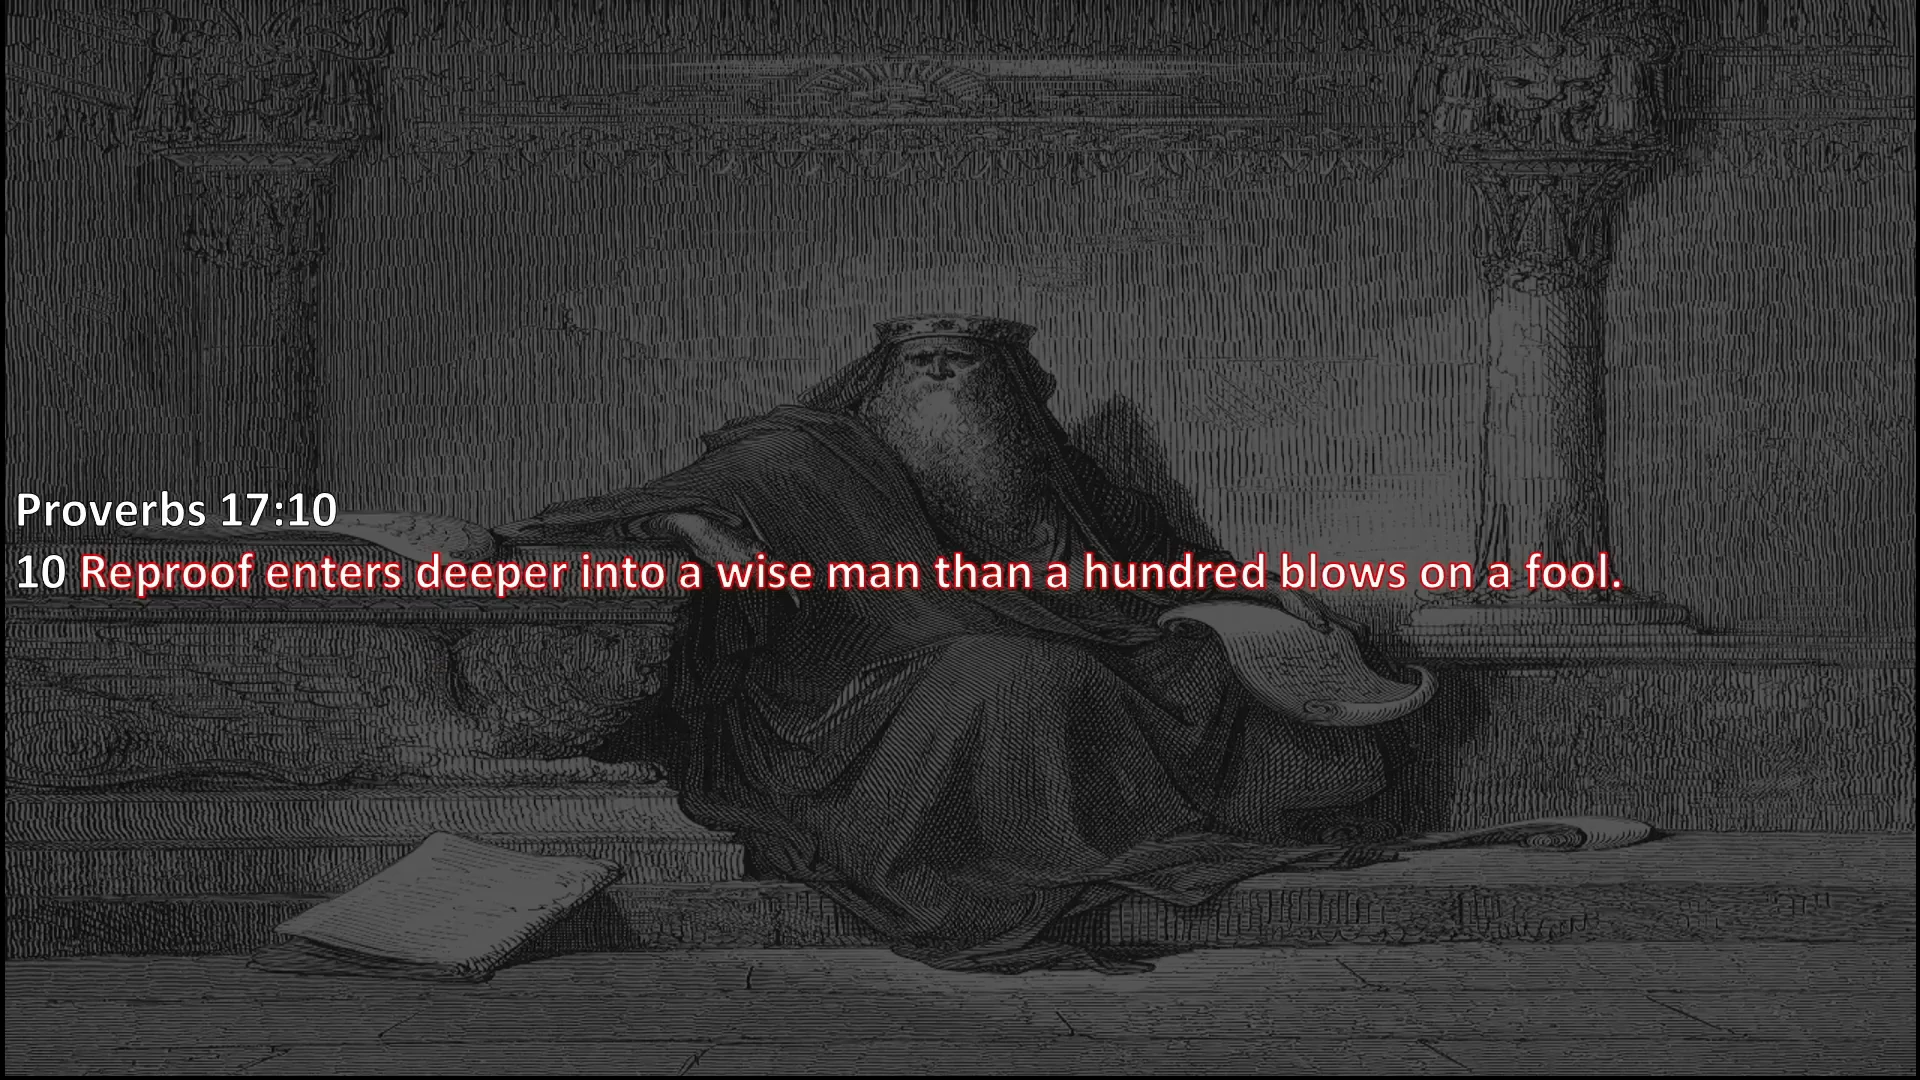 Proverbs 17:10
10 Reproof enters deeper into a wise man than a hundred blows on a fool.